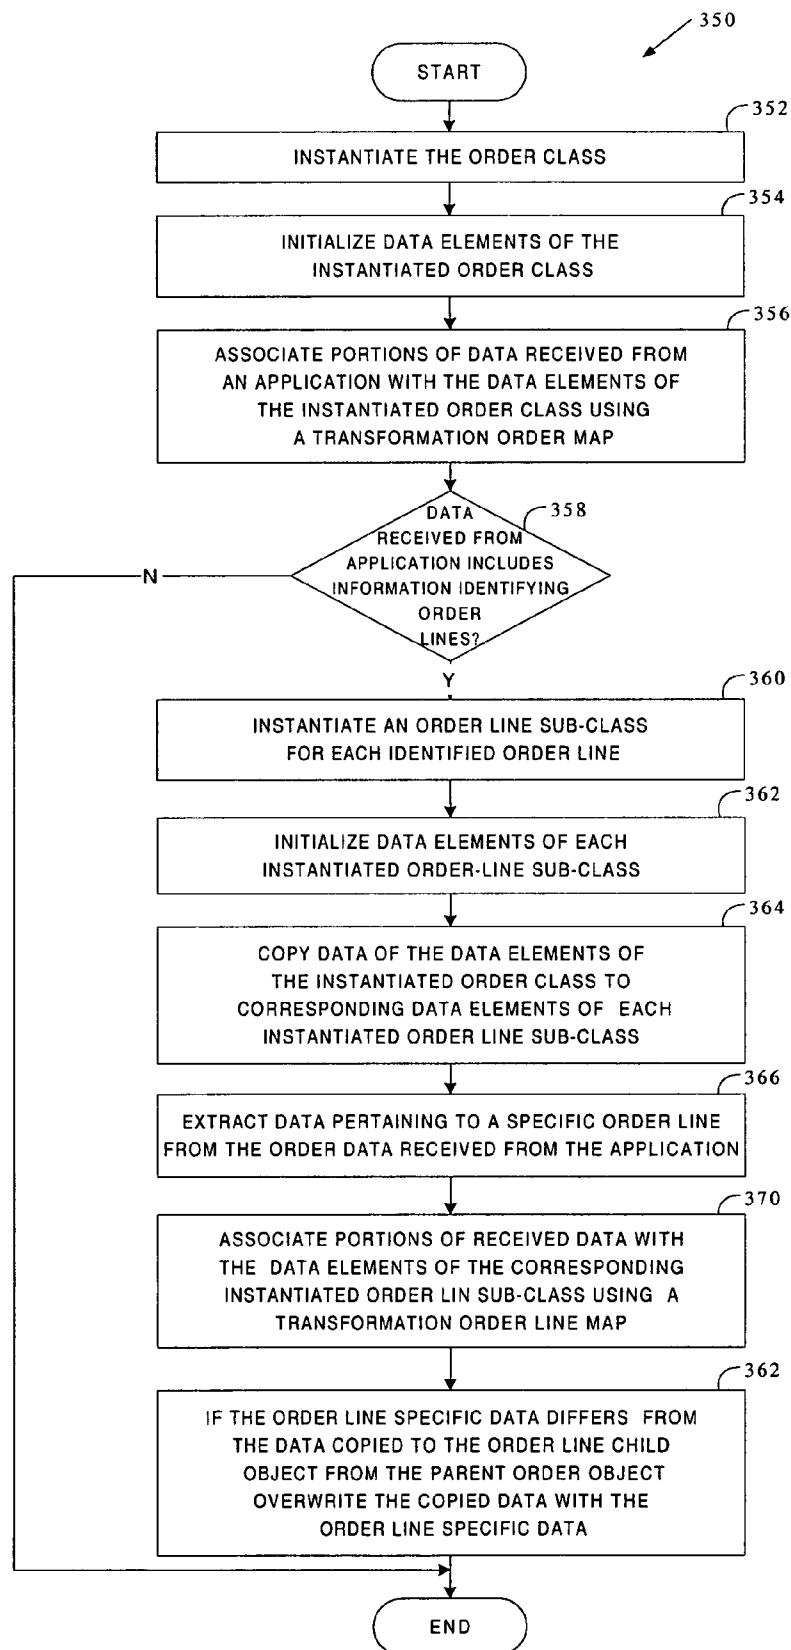 350
START
352
INSTANTIATE THE ORDER CLASS
354
INITIALIZE DATA ELEMENTS OF THE
INSTANTIATED ORDER CLASS
356
ASSOCIATE PORTIONS OF DATA RECEIVED FROM
AN APPLICATION WITH THE DATA ELEMENTS OF
THE INSTANTIATED ORDER CLASS USING
A TRANSFORMATION ORDER MAP
358
DATA
RECEIVED FROM
APPLICATION INCLUDES
INFORMATION IDENTIFYING
ORDER
LINES?
N
Y
360
INSTANTIATE AN ORDER LINE SUB-CLASS
FOR EACH IDENTIFIED ORDER LINE
362
INITIALIZE DATA ELEMENTS OF EACH
INSTANTIATED ORDER-LINE SUB-CLASS
364
COPY DATA OF THE DATA ELEMENTS OF
THE INSTANTIATED ORDER CLASS TO
CORRESPONDING DATA ELEMENTS OF EACH
INSTANTIATED ORDER LINE SUB-CLASS
366
EXTRACT DATA PERTAINING TO A SPECIFIC ORDER LINE
FROM THE ORDER DATA RECEIVED FROM THE APPLICATION
370
ASSOCIATE PORTIONS OF RECEIVED DATA WITH
THE DATA ELEMENTS OF THE CORRESPONDING
INSTANTIATED ORDER LIN SUB-CLASS USING A
TRANSFORMATION ORDER LINE MAP
362
IF THE ORDER LINE SPECIFIC DATA DIFFERS FROM
THE DATA COPIED TO THE ORDER LINE CHILD
OBJECT FROM THE PARENT ORDER OBJECT
OVERWRITE THE COPIED DATA WITH THE
ORDER LINE SPECIFIC DATA
END